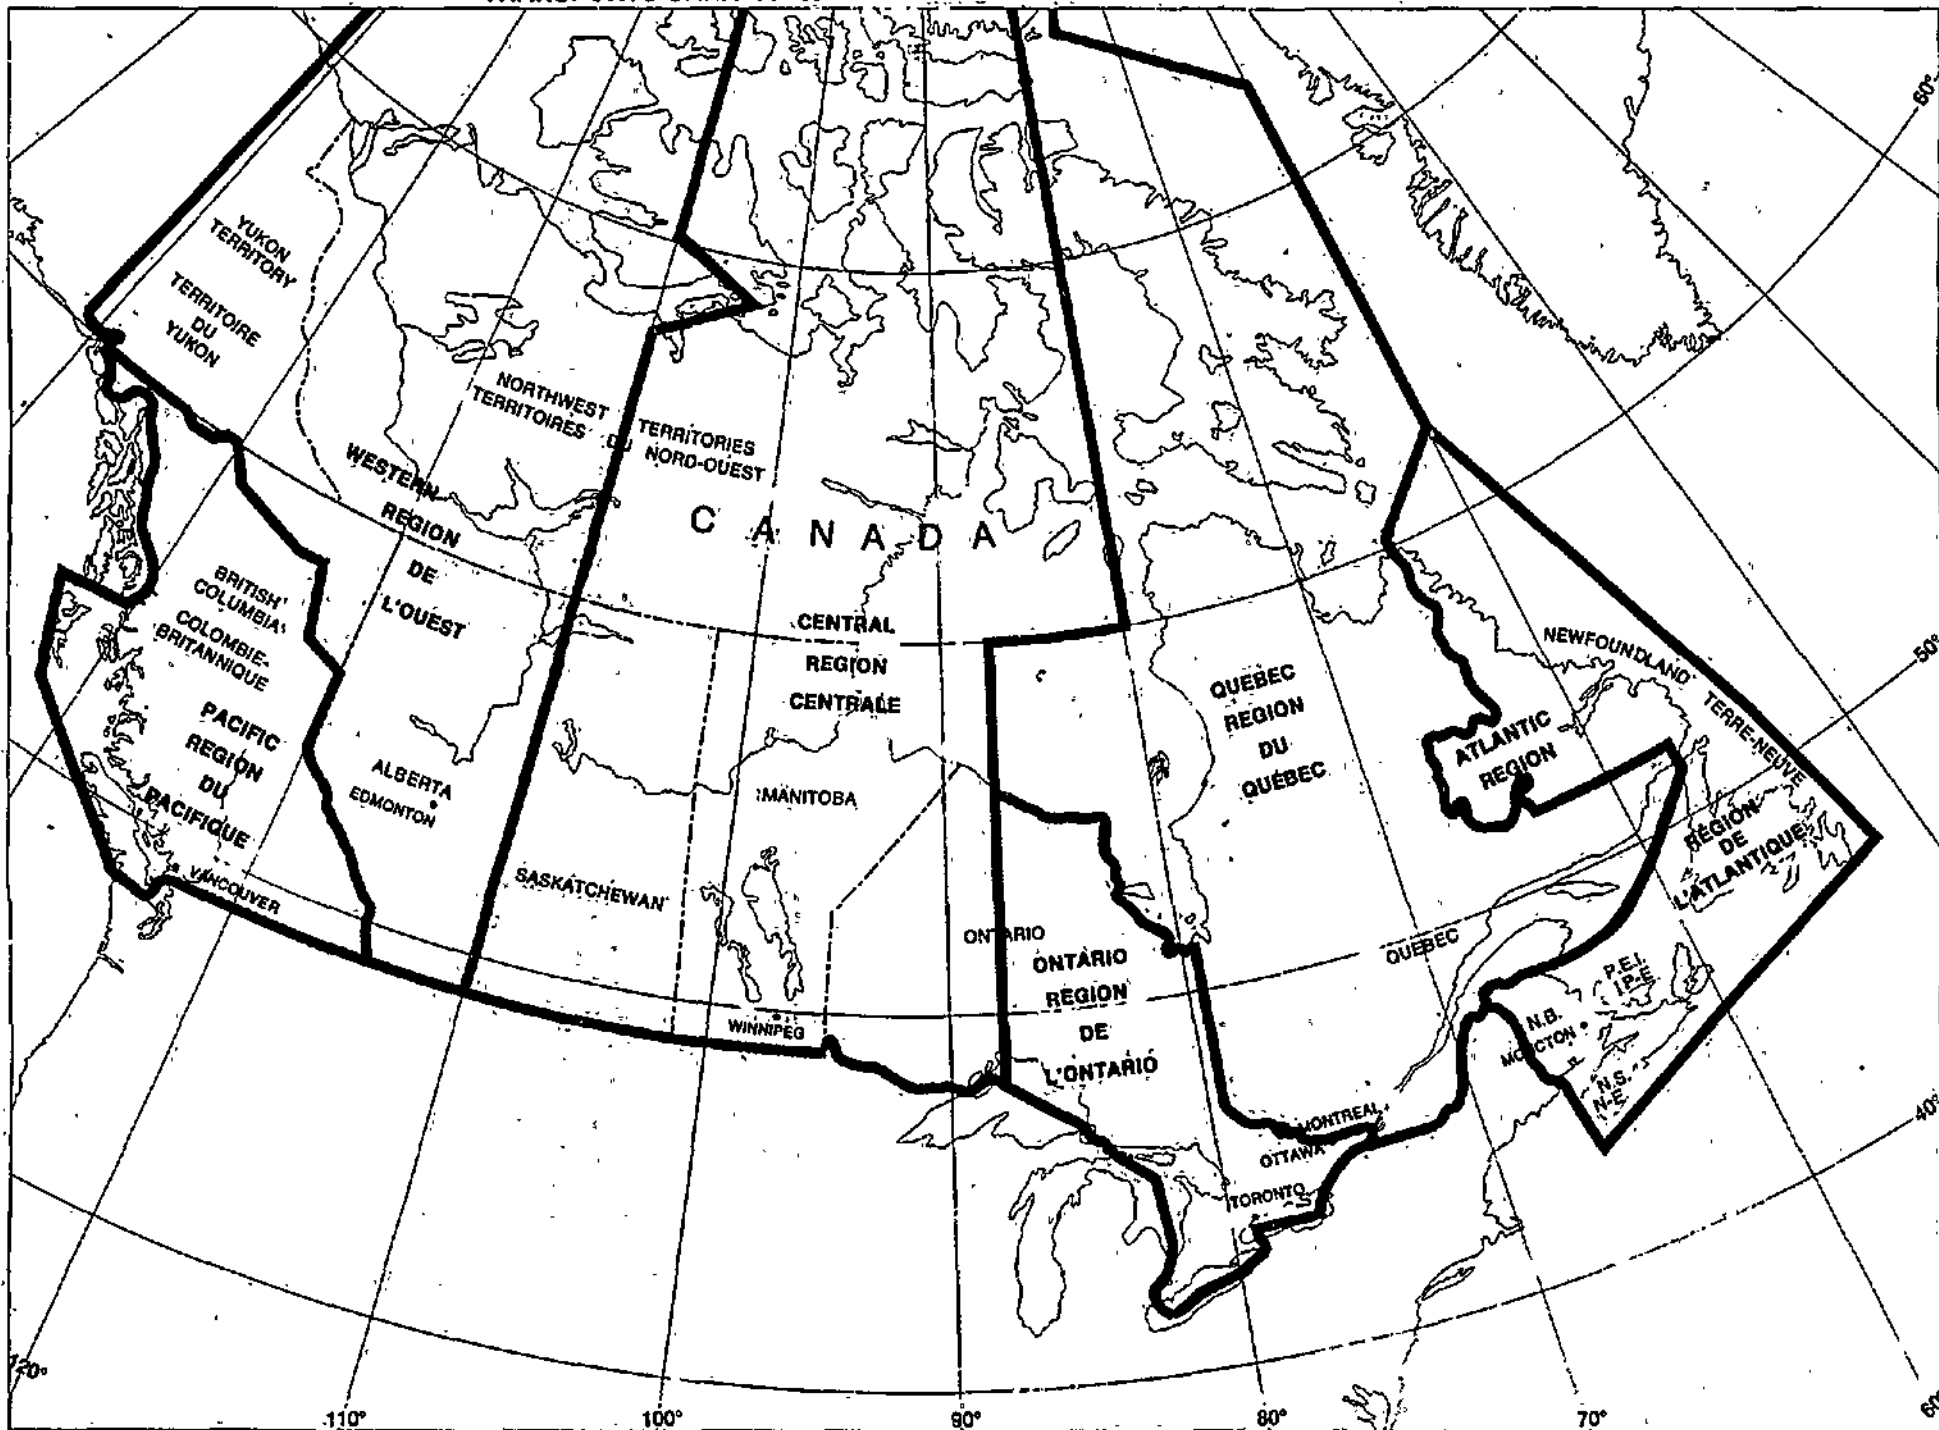 60°
YUKON
TERRITORY
TERRITOIRE
DU
YUKON
NORTHWEST
TERRITOIRES DU
TERRITORIES
NORD-OUEST
WESTERN
REGION
DE
L'OUEST
CANADA
BRITISH
COLUMBIA
COLOMBIE-
BRITANNIQUE
PACIFIC
REGION
DU
PACIFIQUE
VANCOUVER
ALBERTA
EDMONTON
CENTRAL
REGION
CENTRALE
MANITOBA
SASKATCHEWAN
WINNIPEG
ONTARIO
ONTARIO
REGION
DE
L'ONTARIO
QUEBEC
REGION
DU
QUÉBEC
NEWFOUNDLAND
TERRE-NEUVE
50°
ATLANTIC
REGION
RÉGION
DE
L'ATLANTIQUE
QUEBEC
P.E.I.
I.P.-E.
N.B.
MONCTON
N.S.
N-E.
MONTREAL
OTTAWA
TORONTO
40°
120°
110°
100°
90°
80°
70°
60°